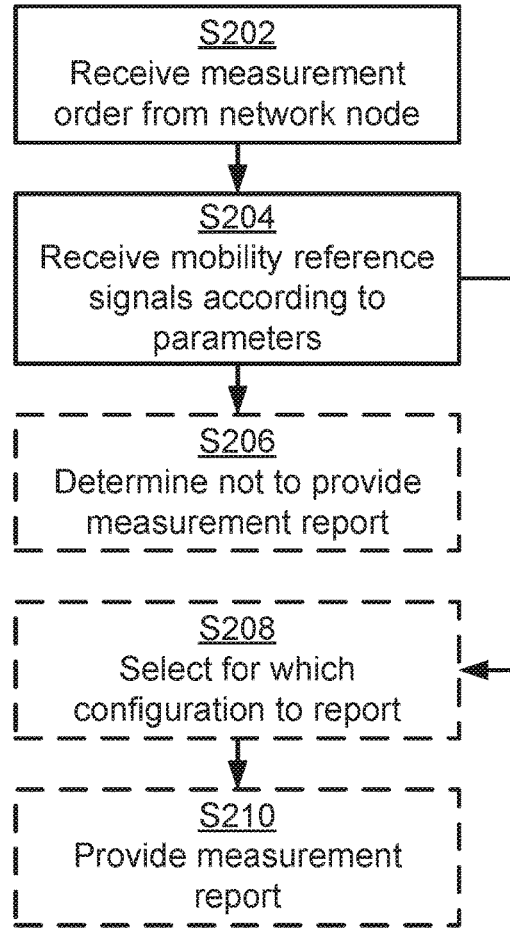 S202
Receive measurement
order from network node
S204
Receive mobility reference
signals according to
parameters
S206
Determine not to provide
measurement report
S208
Select for which
configuration to report
S210
Provide measurement
report